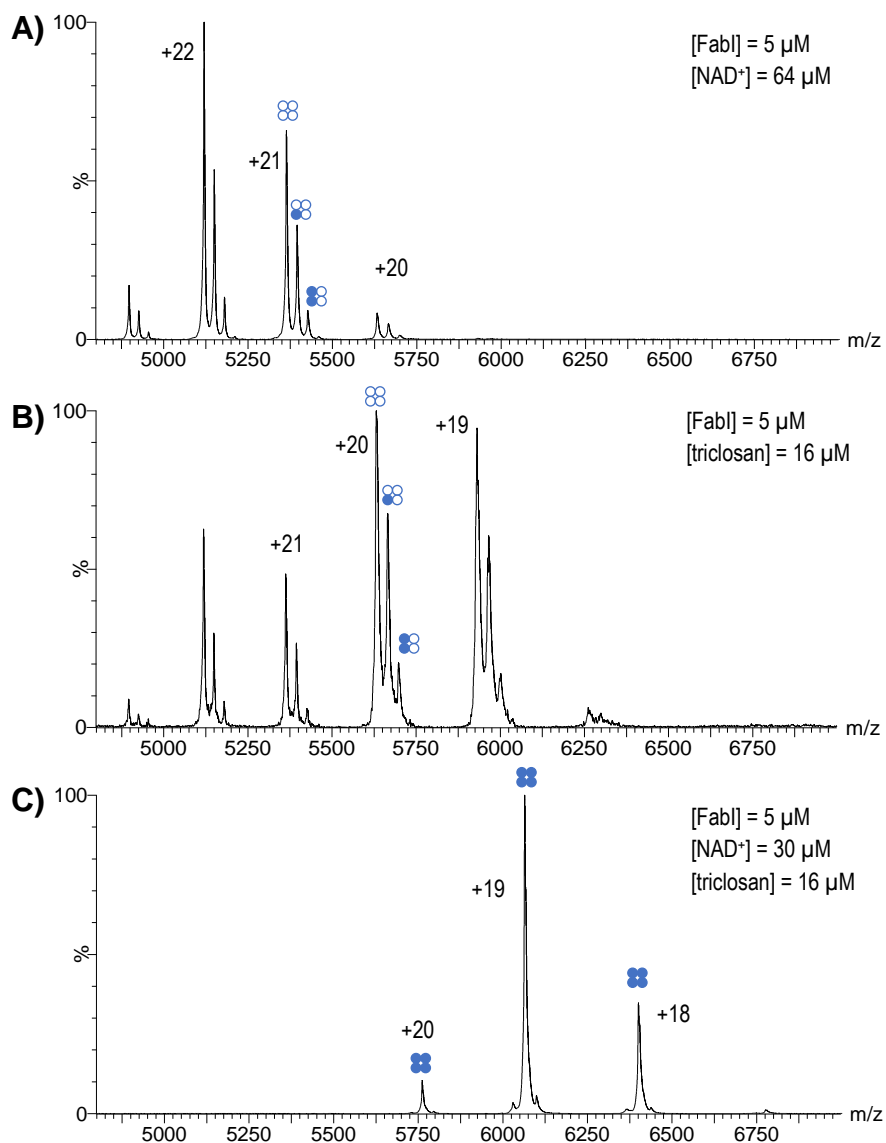 A)
100
+22
[FabI] = 5 µM
[NAD⁺] = 64 µM
+21
%
+20
0
5000 5250 5500 5750 6000 6250 6500 6750 m/z
B)
100
+20
+19
[FabI] = 5 µM
[triclosan] = 16 µM
+21
%
0
5000 5250 5500 5750 6000 6250 6500 6750 m/z
C)
100
[FabI] = 5 µM
[NAD⁺] = 30 µM
[triclosan] = 16 µM
+19
%
+20
+18
0
5000 5250 5500 5750 6000 6250 6500 6750 m/z